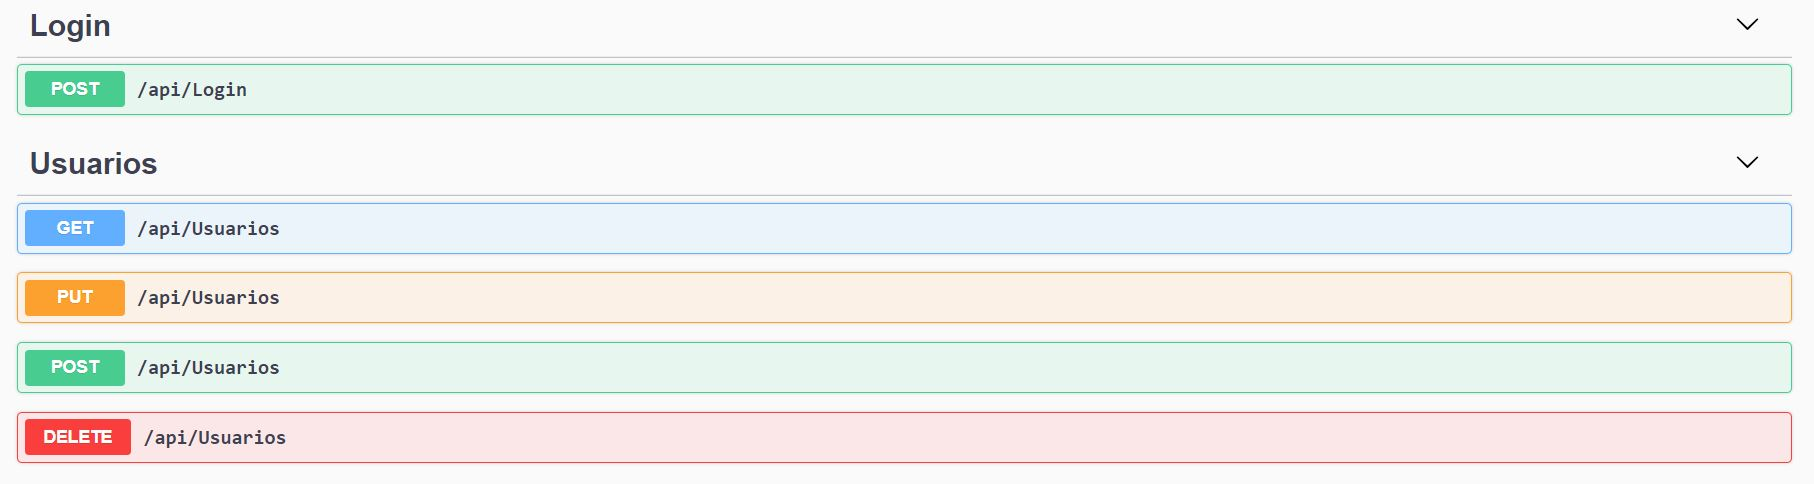 Login
POST /api/Login
Usuarios
GET /api/Usuarios
PUT /api/Usuarios
POST /api/Usuarios
DELETE /api/Usuarios